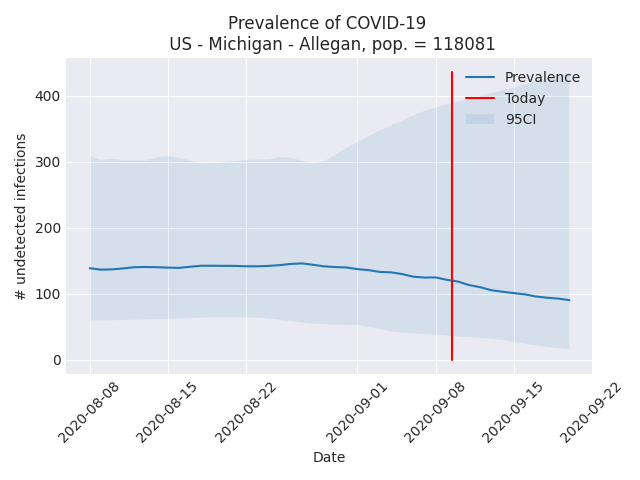 Prevalence of COVID-19
US - Michigan - Allegan, pop. = 118081
Prevalence
Today
95CI
400
300
200
100
0
# undetected infections
2020-08-08
2020-08-15
2020-08-22
2020-09-01
2020-09-08
2020-09-15
2020-09-22
Date